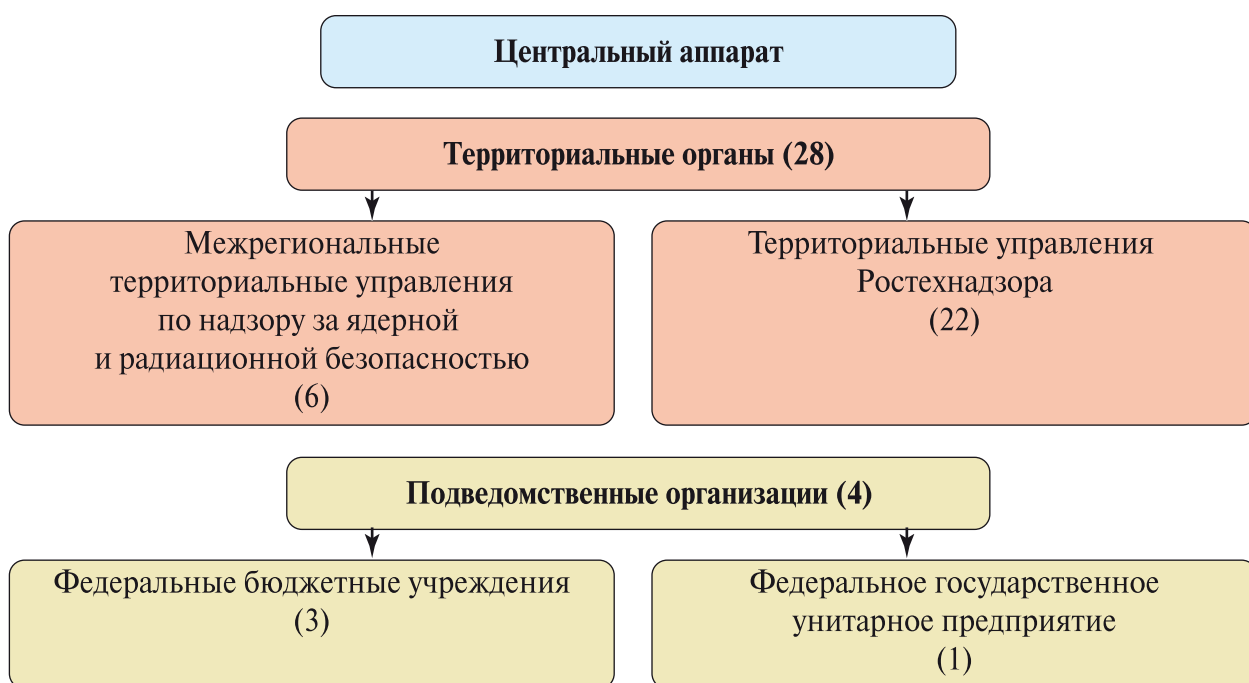 Центральный аппарат
Территориальные органы (28)
Межрегиональные
территориальные управления
по надзору за ядерной
и радиационной безопасностью
(6)
Территориальные управления
Ростехнадзора
(22)
Подведомственные организации (4)
Федеральные бюджетные учреждения
(3)
Федеральное государственное
унитарное предприятие
(1)